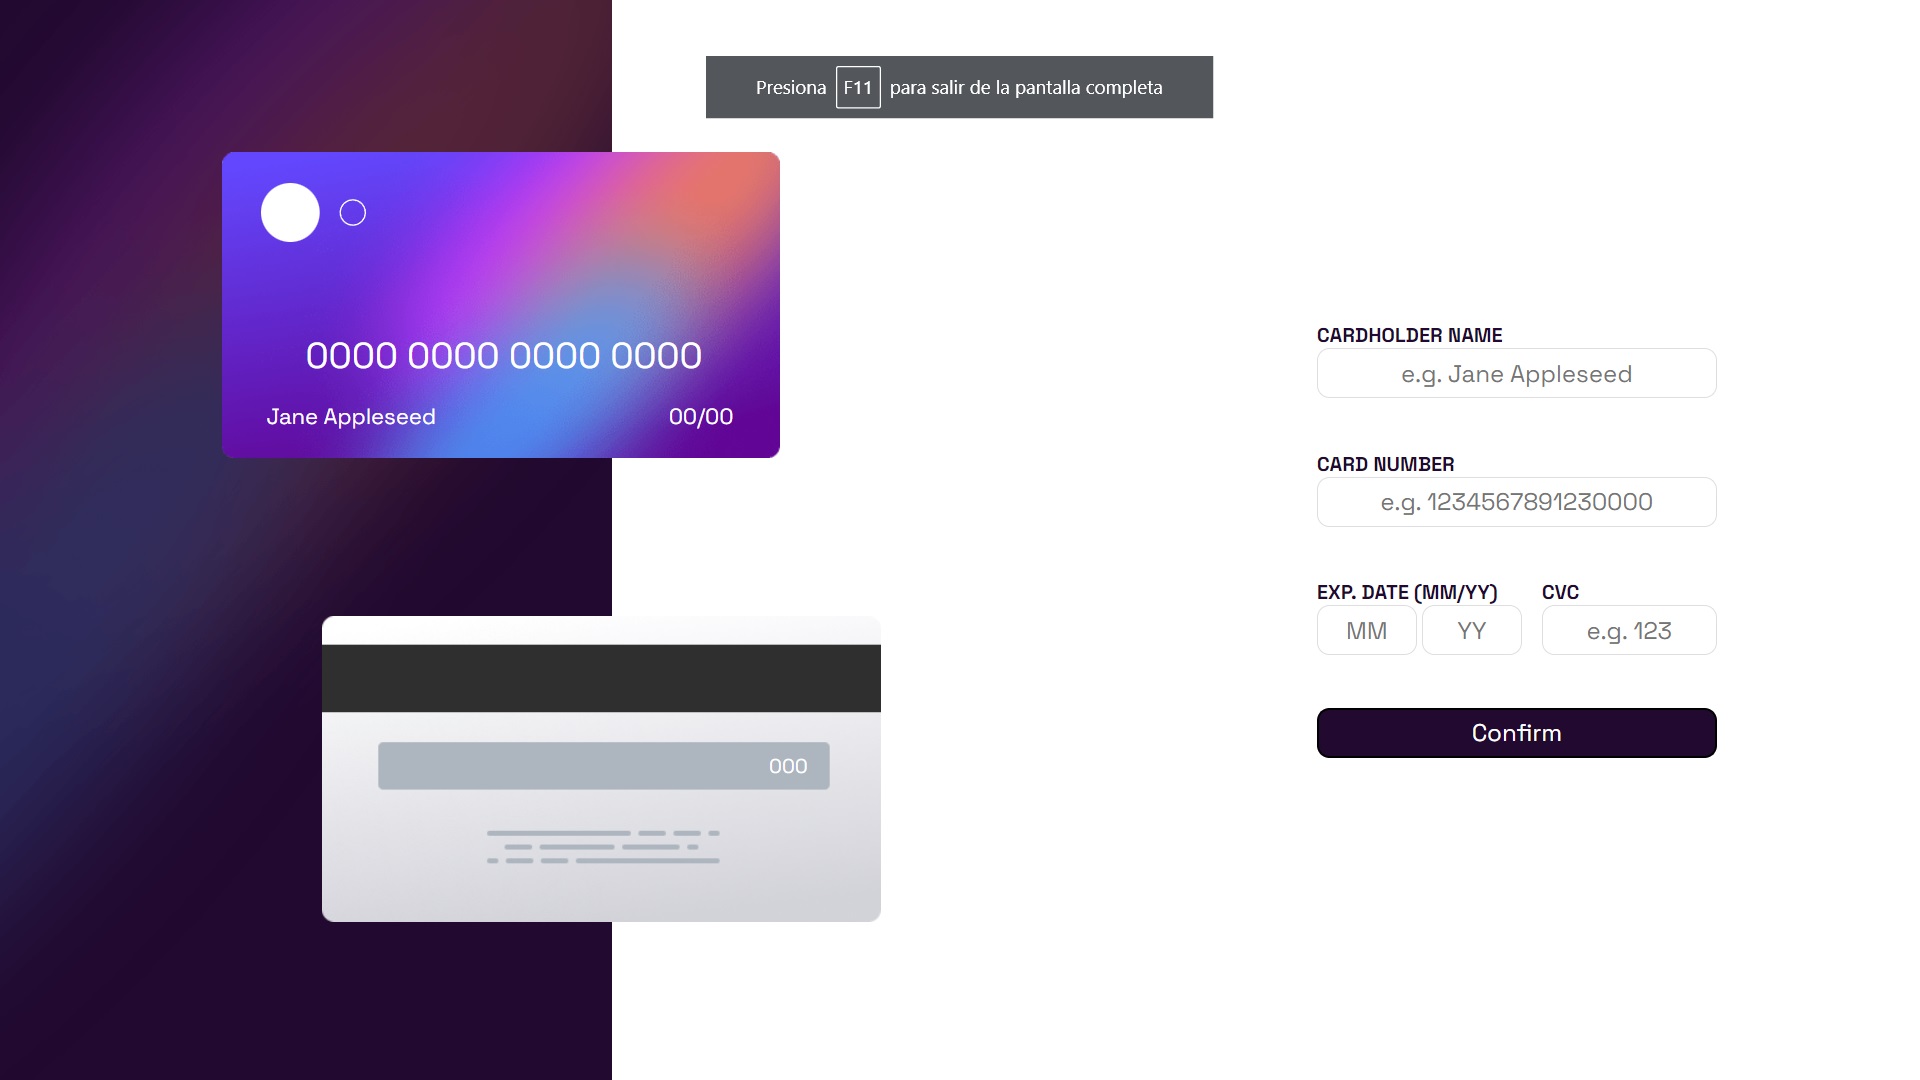 Presiona F11 para salir de la pantalla completa
0000 0000 0000 0000
Jane Appleseed 00/00
000
CARDHOLDER NAME
e.g. Jane Appleseed
CARD NUMBER
e.g. 1234567891230000
EXP. DATE (MM/YY) CVC
MM YY e.g. 123
Confirm